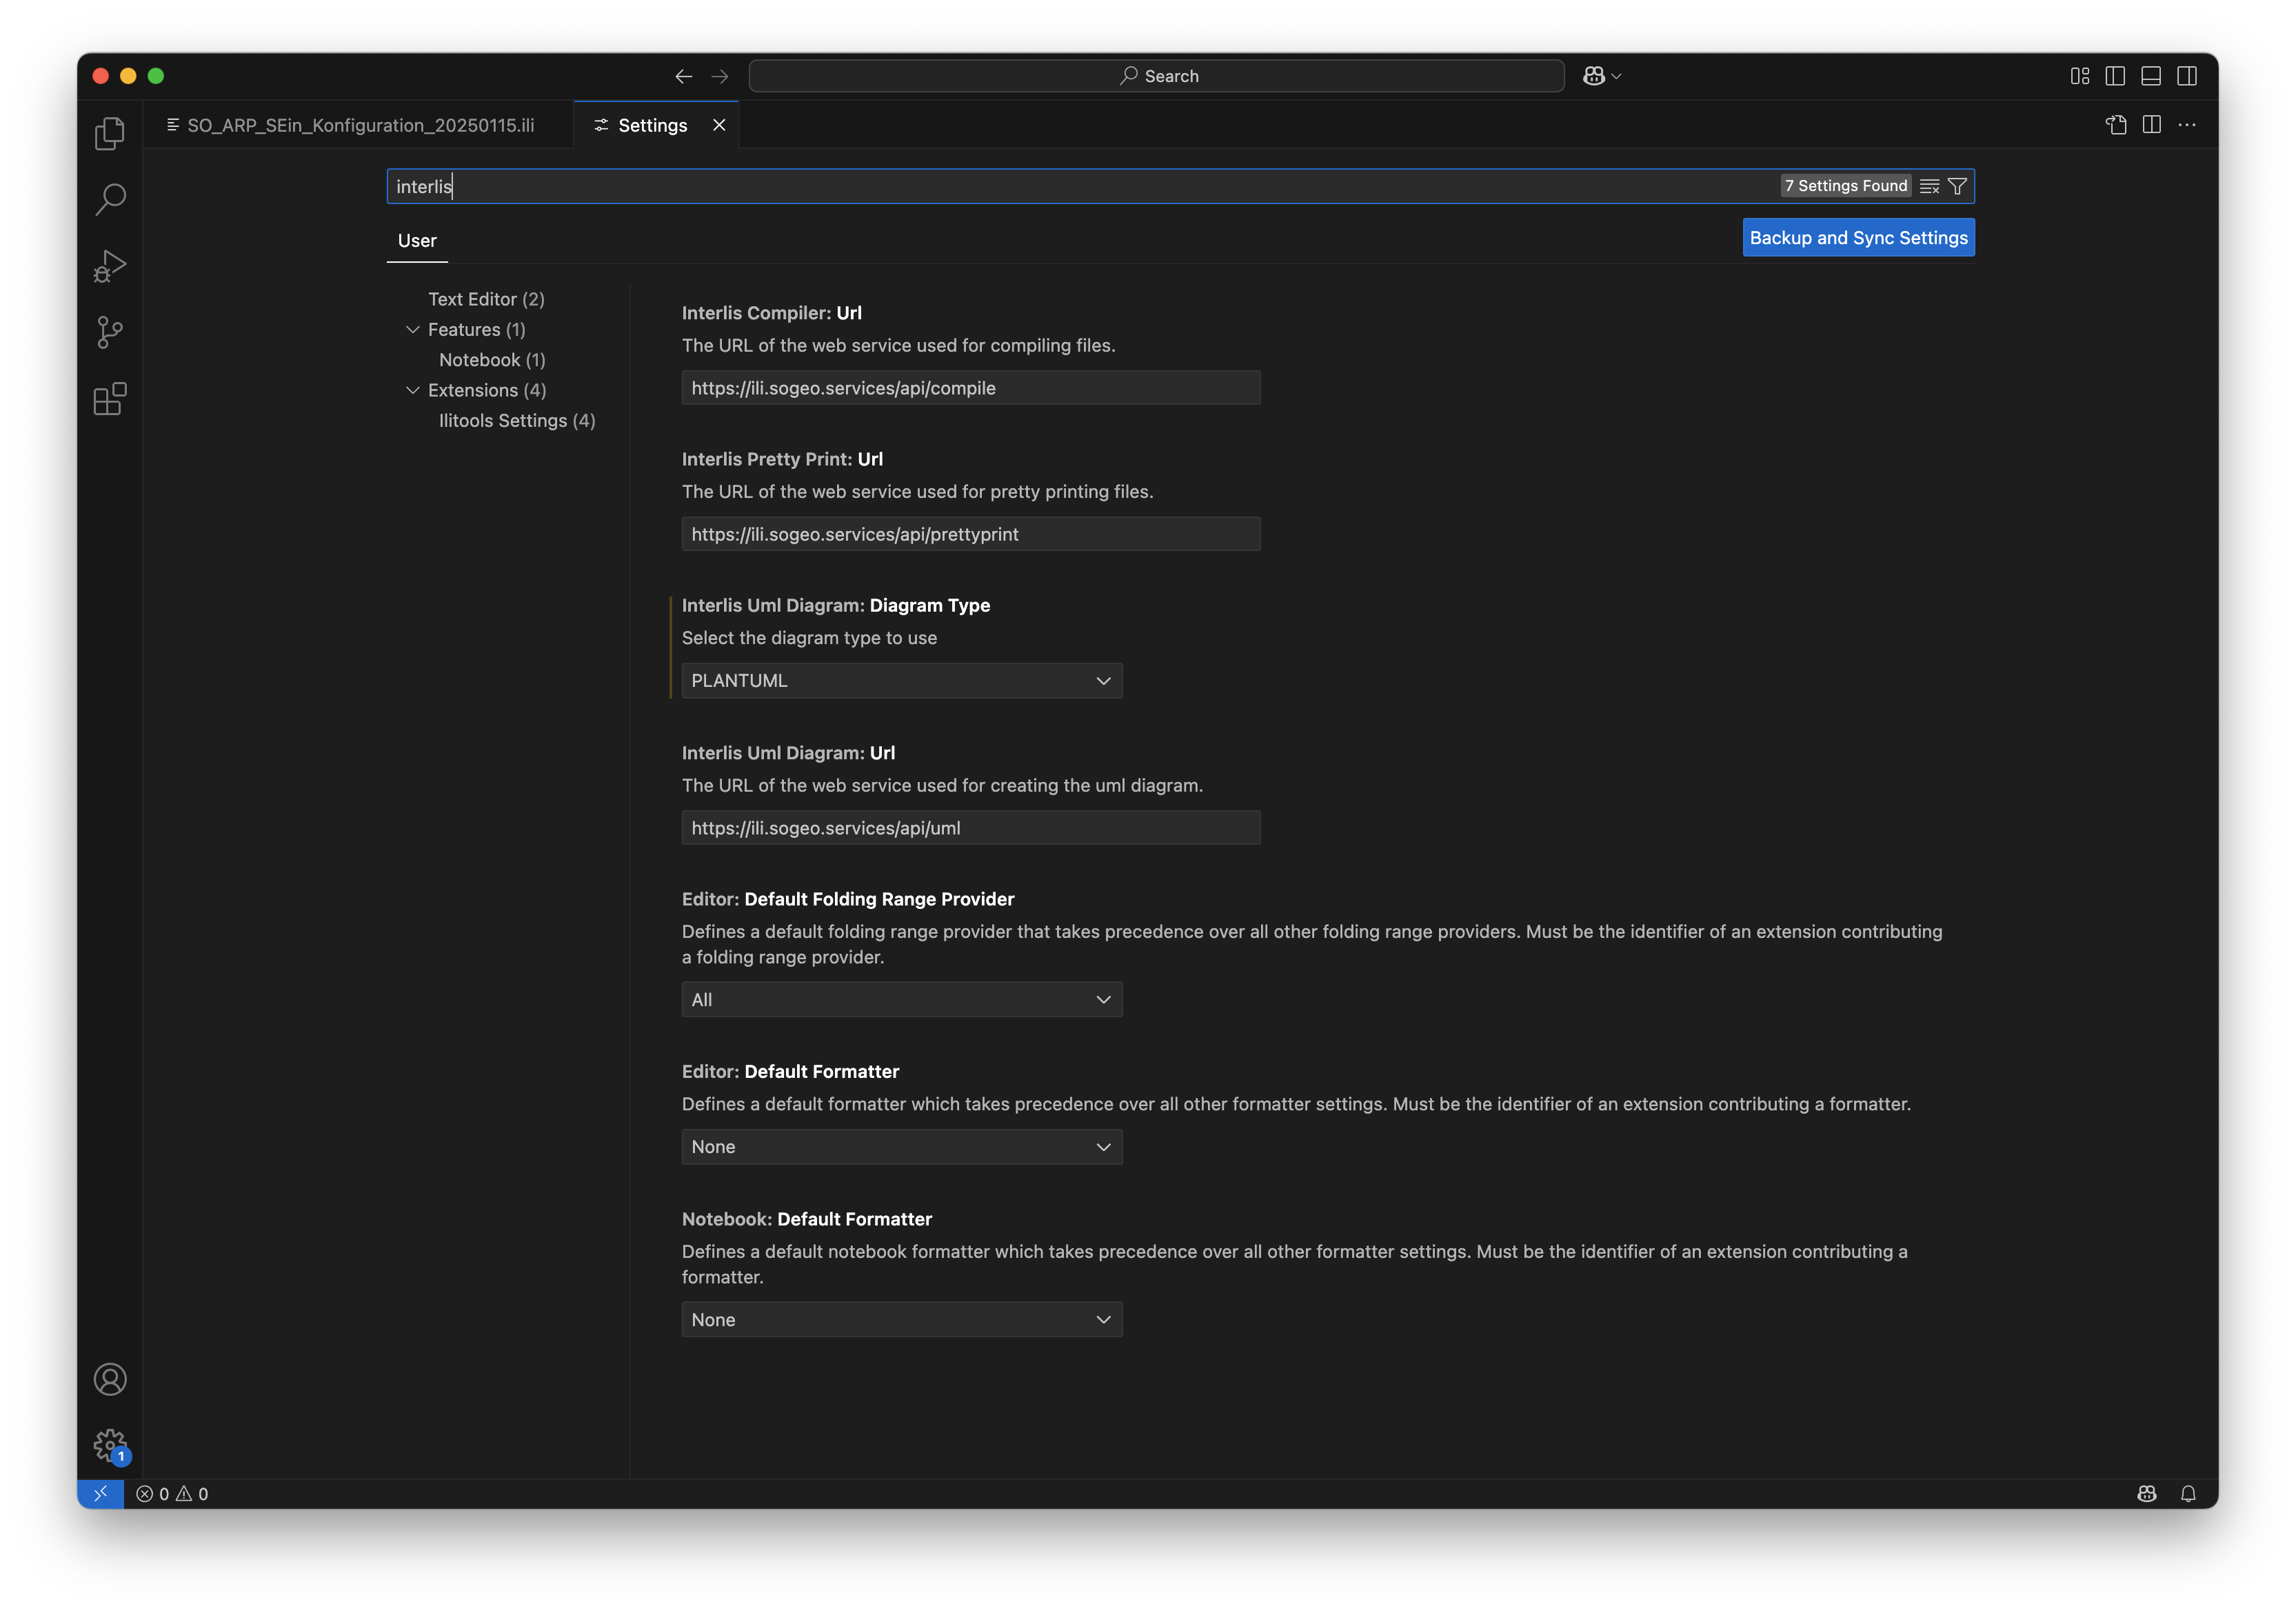 Search
SO_ARP_SEin_Konfiguration_20250115.ili
Settings
interlis
7 Settings Found
User
Backup and Sync Settings
Text Editor (2)
Features (1)
Notebook (1)
Extensions (4)
Ilitools Settings (4)
Interlis Compiler: Url
The URL of the web service used for compiling files.
https://ili.sogeo.services/api/compile
Interlis Pretty Print: Url
The URL of the web service used for pretty printing files.
https://ili.sogeo.services/api/prettyprint
Interlis Uml Diagram: Diagram Type
Select the diagram type to use
PLANTUML
Interlis Uml Diagram: Url
The URL of the web service used for creating the uml diagram.
https://ili.sogeo.services/api/uml
Editor: Default Folding Range Provider
Defines a default folding range provider that takes precedence over all other folding range providers. Must be the identifier of an extension contributing
a folding range provider.
All
Editor: Default Formatter
Defines a default formatter which takes precedence over all other formatter settings. Must be the identifier of an extension contributing a formatter.
None
Notebook: Default Formatter
Defines a default notebook formatter which takes precedence over all other formatter settings. Must be the identifier of an extension contributing a
formatter.
None
1
0 0